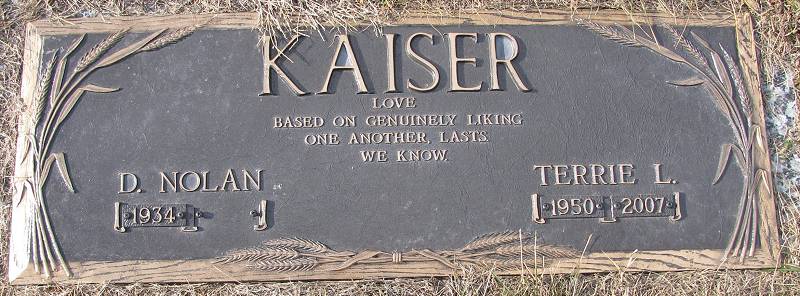 KAISER
LOVE
BASED ON GENUINELY LIKING
ONE ANOTHER, LASTS.
WE KNOW.
D. NOLAN
1934
TERRIE L.
1950 2007